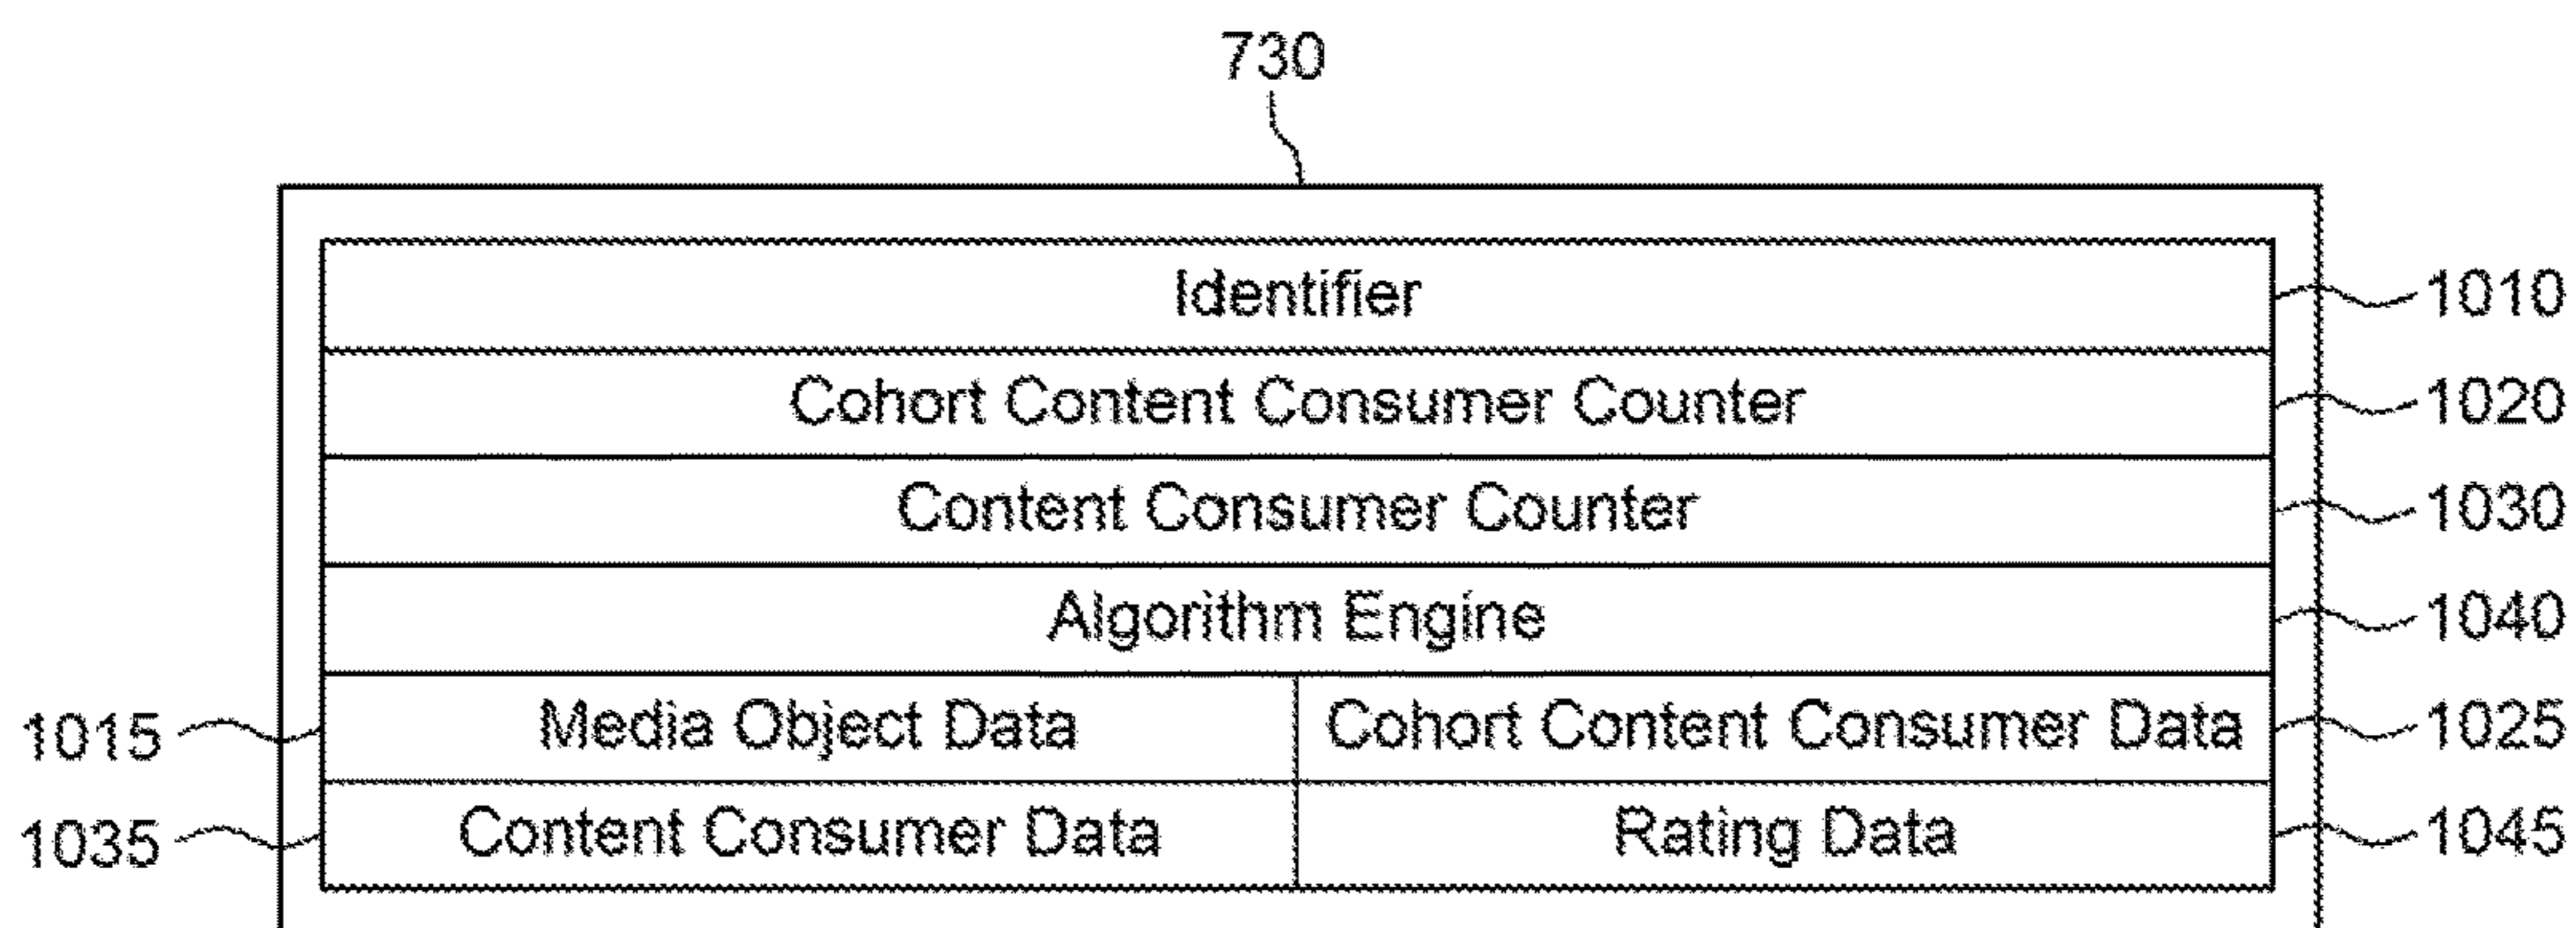 730
Identifier 1010
Cohort Content Consumer Counter 1020
Content Consumer Counter 1030
Algorithm Engine 1040
1015 Media Object Data Cohort Content Consumer Data 1025
1035 Content Consumer Data Rating Data 1045